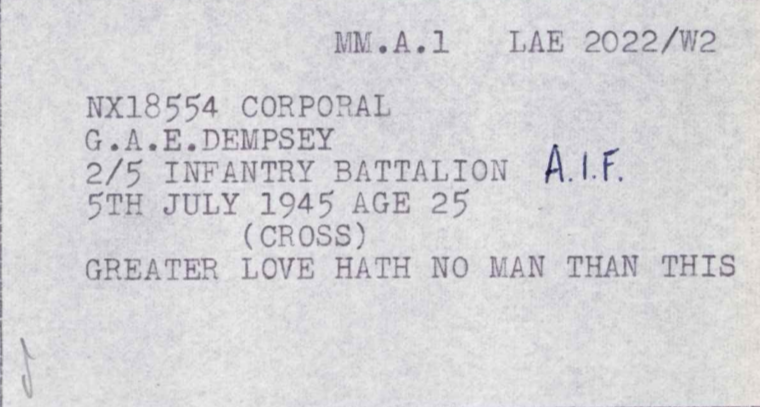 MM.A.1 LAE 2022/W2
NX18554 CORPORAL
G.A.E.DEMPSEY
2/5 INFANTRY BATTALION A.I.F.
5TH JULY 1945 AGE 25
(CROSS)
GREATER LOVE HATH NO MAN THAN THIS